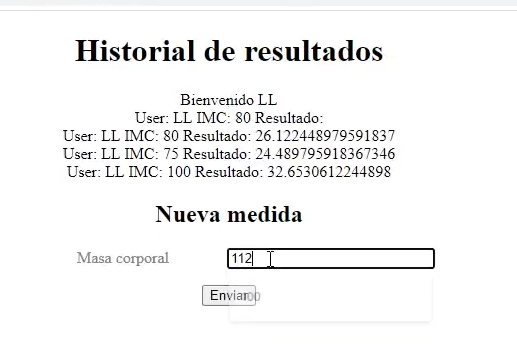 Historial de resultados
Bienvenido LL
User: LL IMC: 80 Resultado:
User: LL IMC: 80 Resultado: 26.122448979591837
User: LL IMC: 75 Resultado: 24.489795918367346
User: LL IMC: 100 Resultado: 32.6530612244898
Nueva medida
Masa corporal 112
Enviar 100